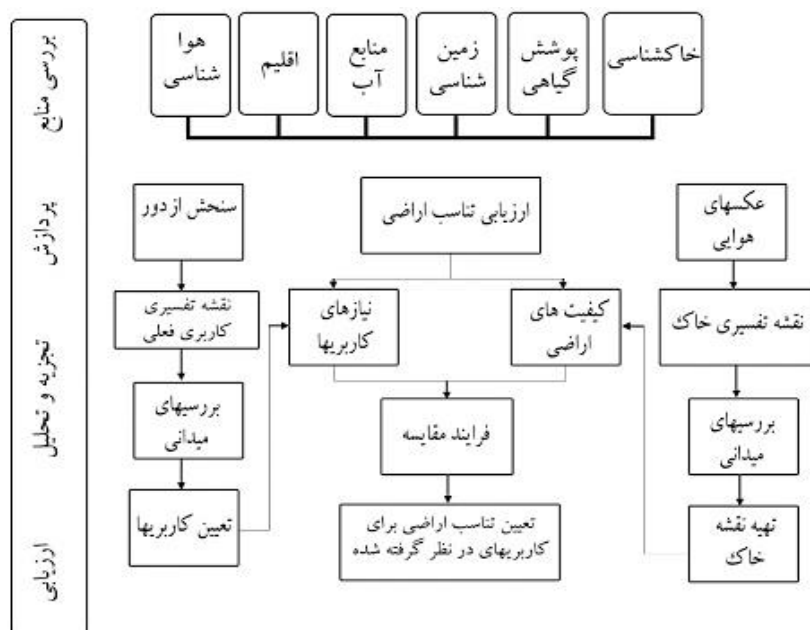 بررسی منابع
پردازش
تجزیه و تحلیل
ارزیابی
خاکشناسی
پوشش
گیاهی
زمین
شناسی
منابع
آب
اقلیم
هوا
شناسی
عکسهای
هوایی
نقشه تفسیری خاک
بررسیهای
میدانی
تهیه نقشه
خاک
ارزیابی تناسب اراضی
کیفیت های
اراضی
نیازهای
کاربریها
فرایند مقایسه
تعیین تناسب اراضی برای
کاربریهای در نظر گرفته شده
سنحش از دور
نقشه تفسیری
کاربری فعلی
بررسیهای
میدانی
تعیین کاربریها